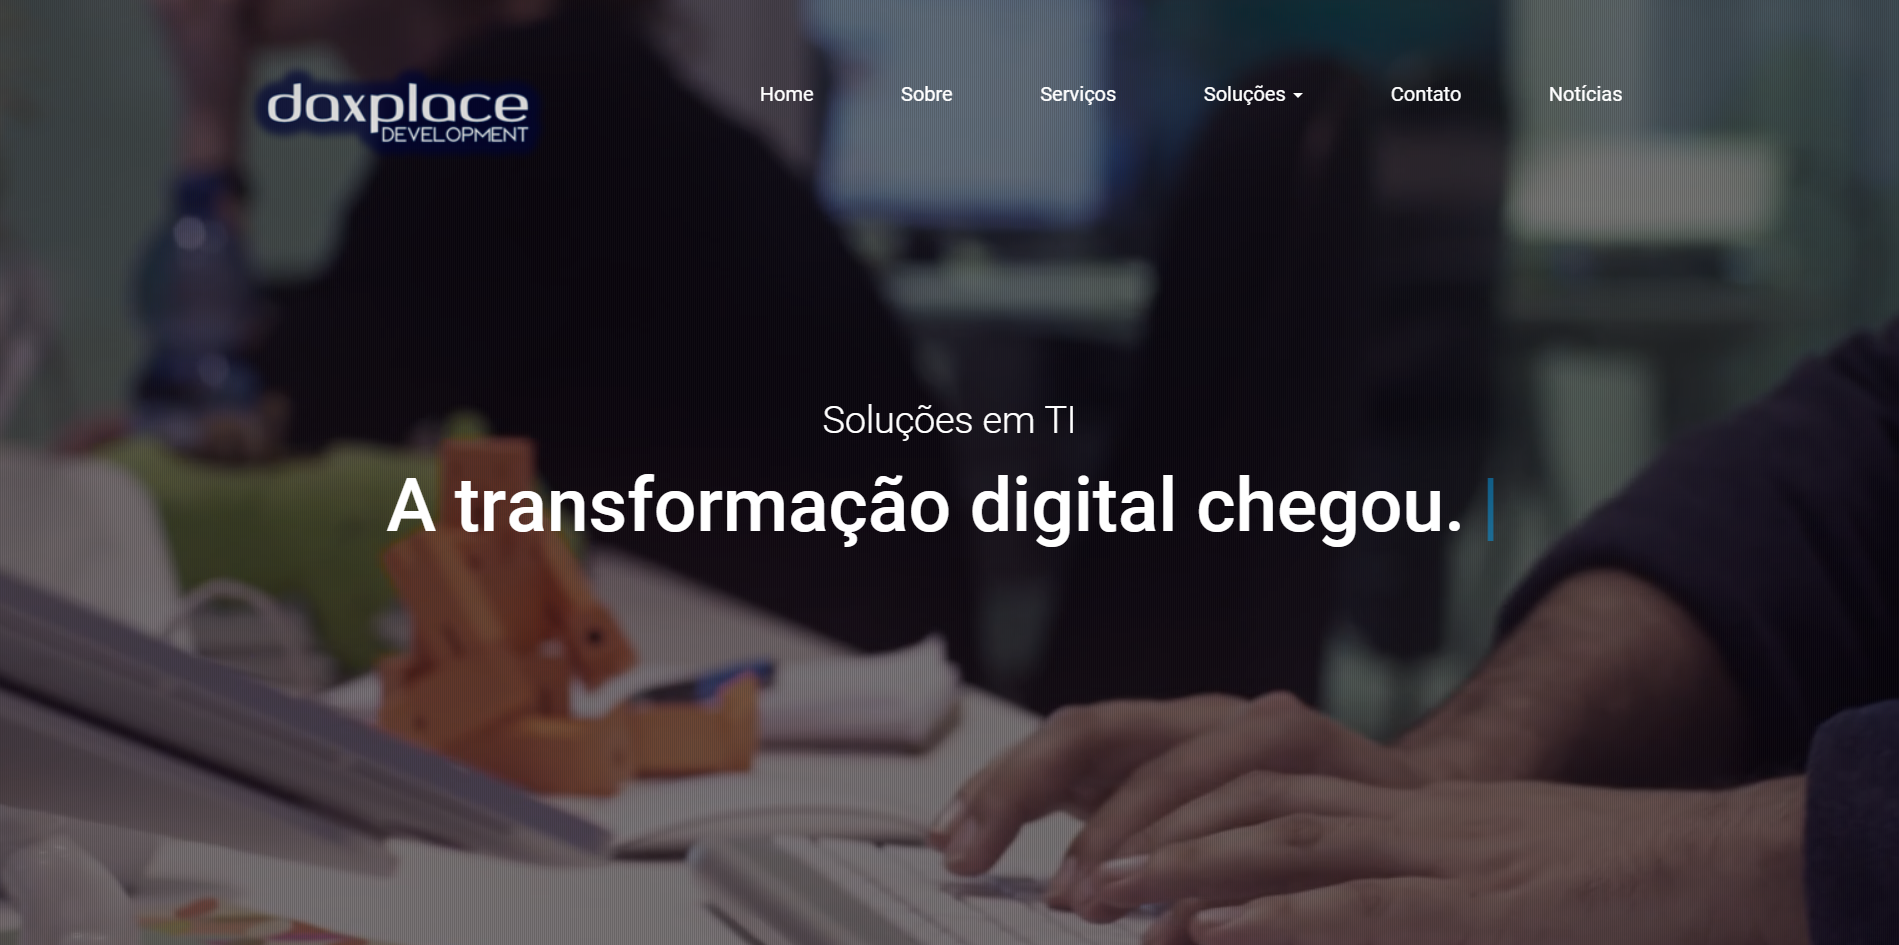 daxplace
DEVELOPMENT
Home
Sobre
Serviços
Soluções
Contato
Notícias
Soluções em TI
A transformação digital chegou.